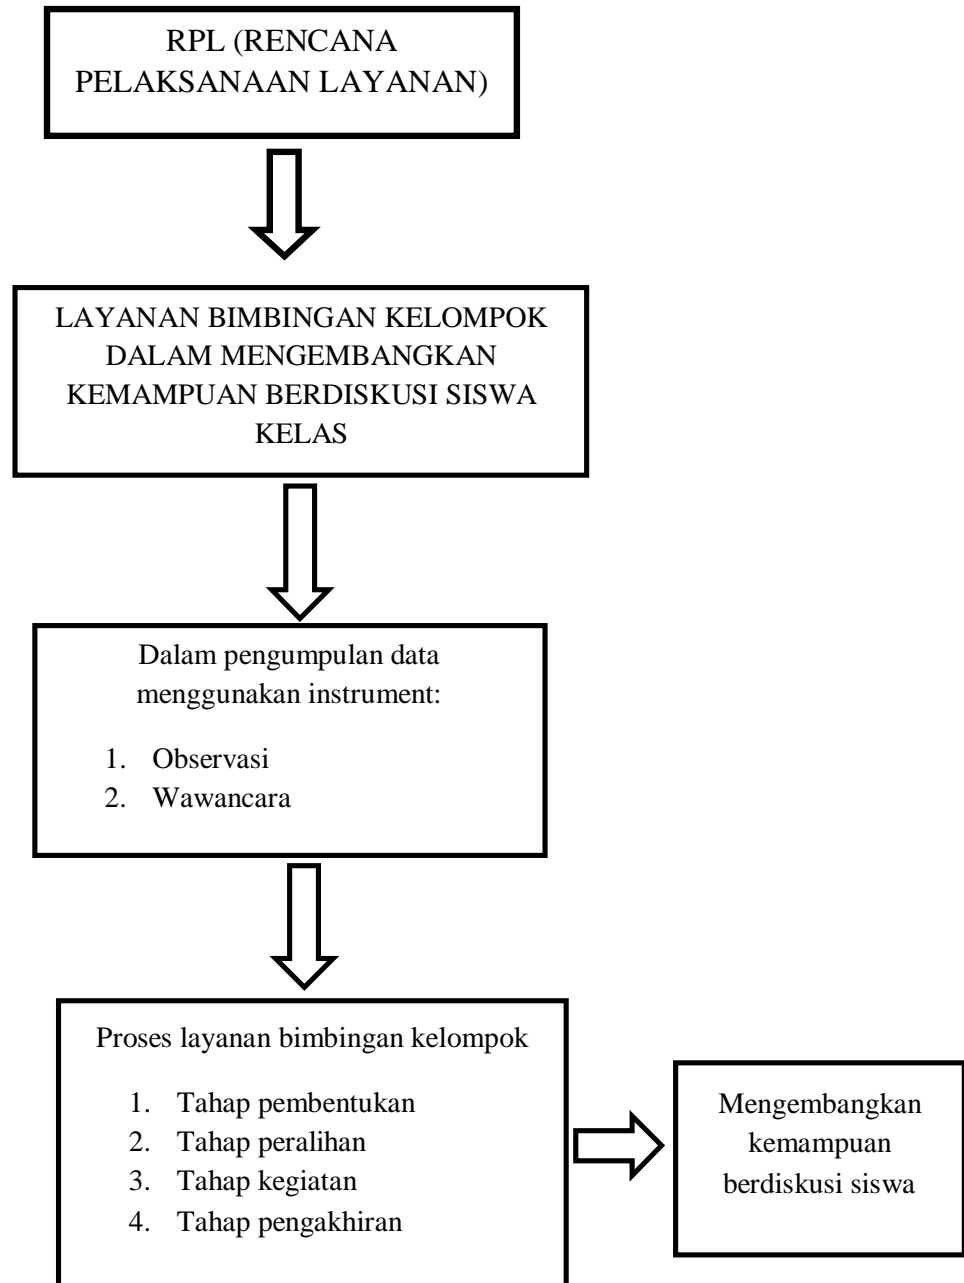 RPL (RENCANA
PELAKSANAAN LAYANAN)
LAYANAN BIMBINGAN KELOMPOK
DALAM MENGEMBANGKAN
KEMAMPUAN BERDISKUSI SISWA
KELAS
Dalam pengumpulan data
menggunakan instrument:
1. Observasi
2. Wawancara
Proses layanan bimbingan kelompok
1. Tahap pembentukan
2. Tahap peralihan
3. Tahap kegiatan
4. Tahap pengakhiran
Mengembangkan
kemampuan
berdiskusi siswa